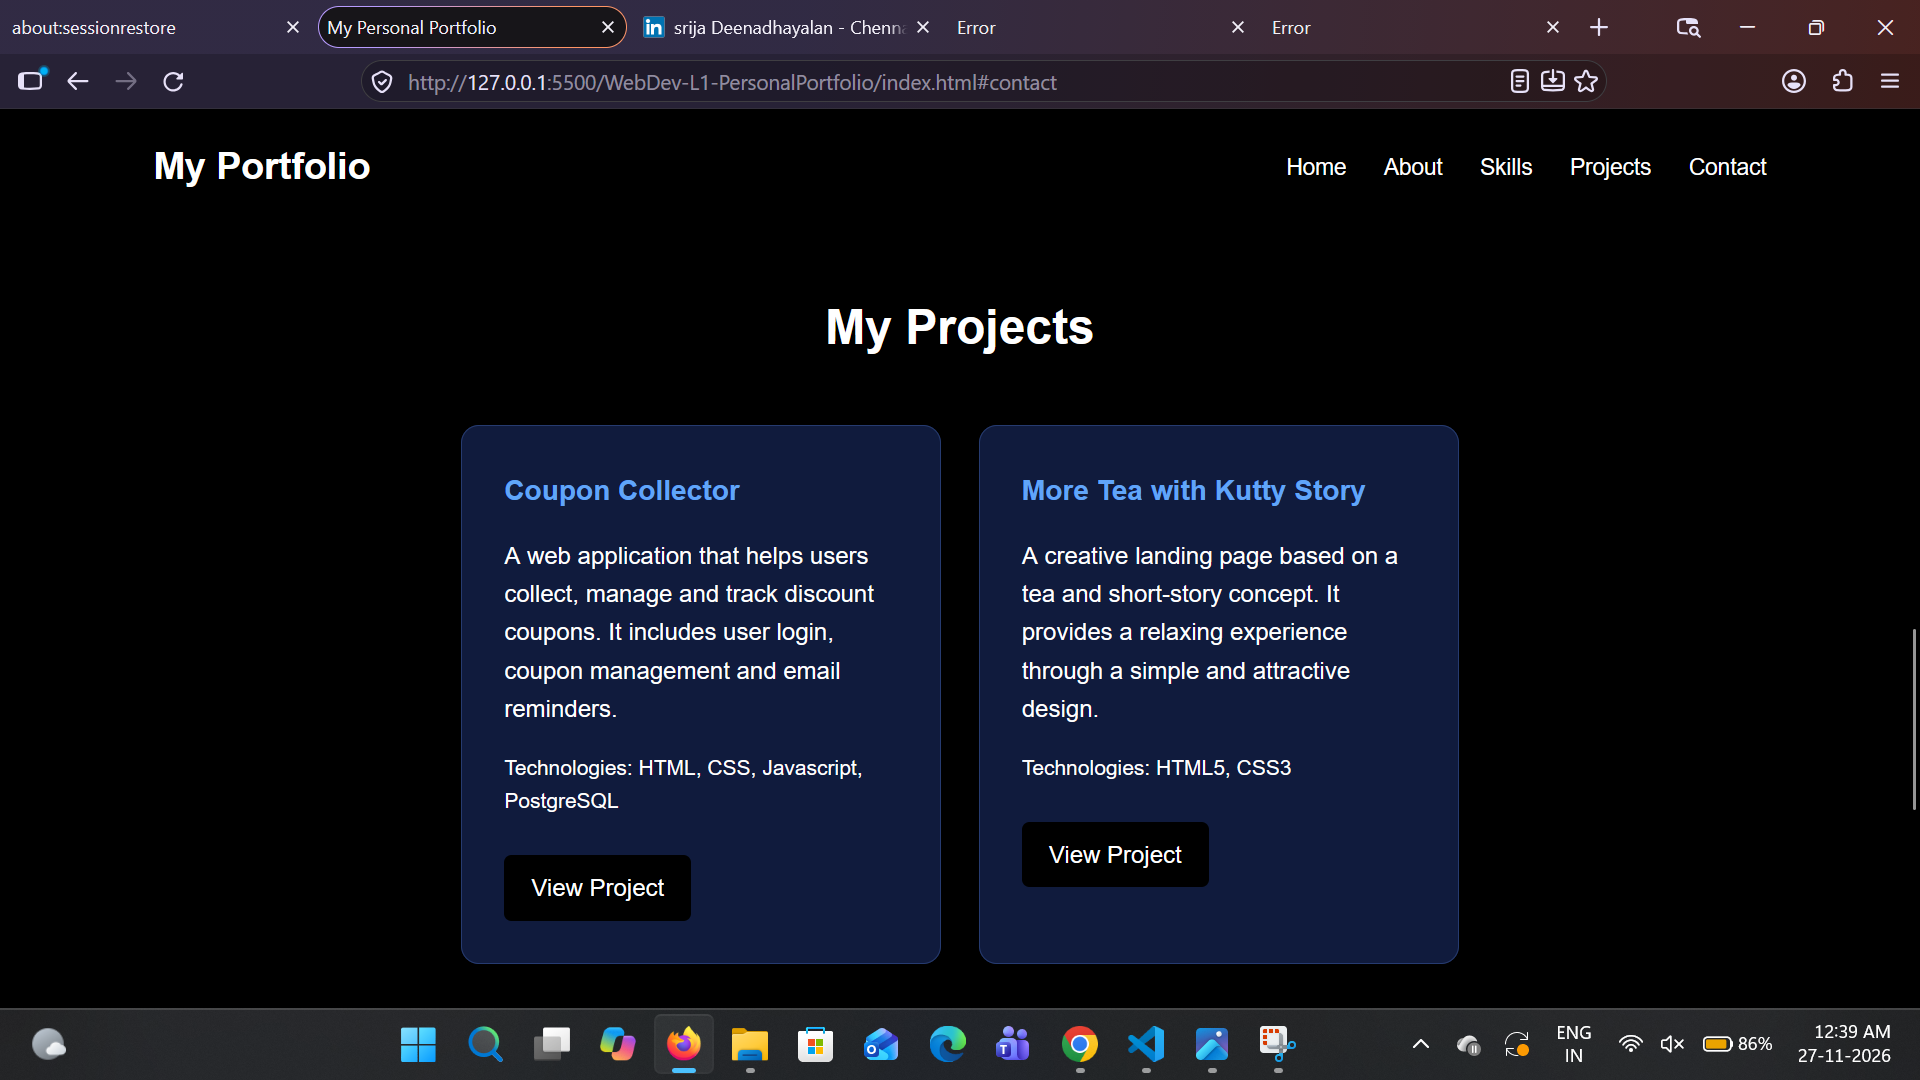 about:sessionrestore
My Personal Portfolio
in srija Deenadhayalan - Chenn
Error
Error
http://127.0.0.1:5500/WebDev-L1-PersonalPortfolio/index.html#contact
My Portfolio
Home About Skills Projects Contact
My Projects
Coupon Collector
A web application that helps users
collect, manage and track discount
coupons. It includes user login,
coupon management and email
reminders.
Technologies: HTML, CSS, Javascript,
PostgreSQL
View Project
More Tea with Kutty Story
A creative landing page based on a
tea and short-story concept. It
provides a relaxing experience
through a simple and attractive
design.
Technologies: HTML5, CSS3
View Project
ENG
IN
86%
12:39 AM
27-11-2026